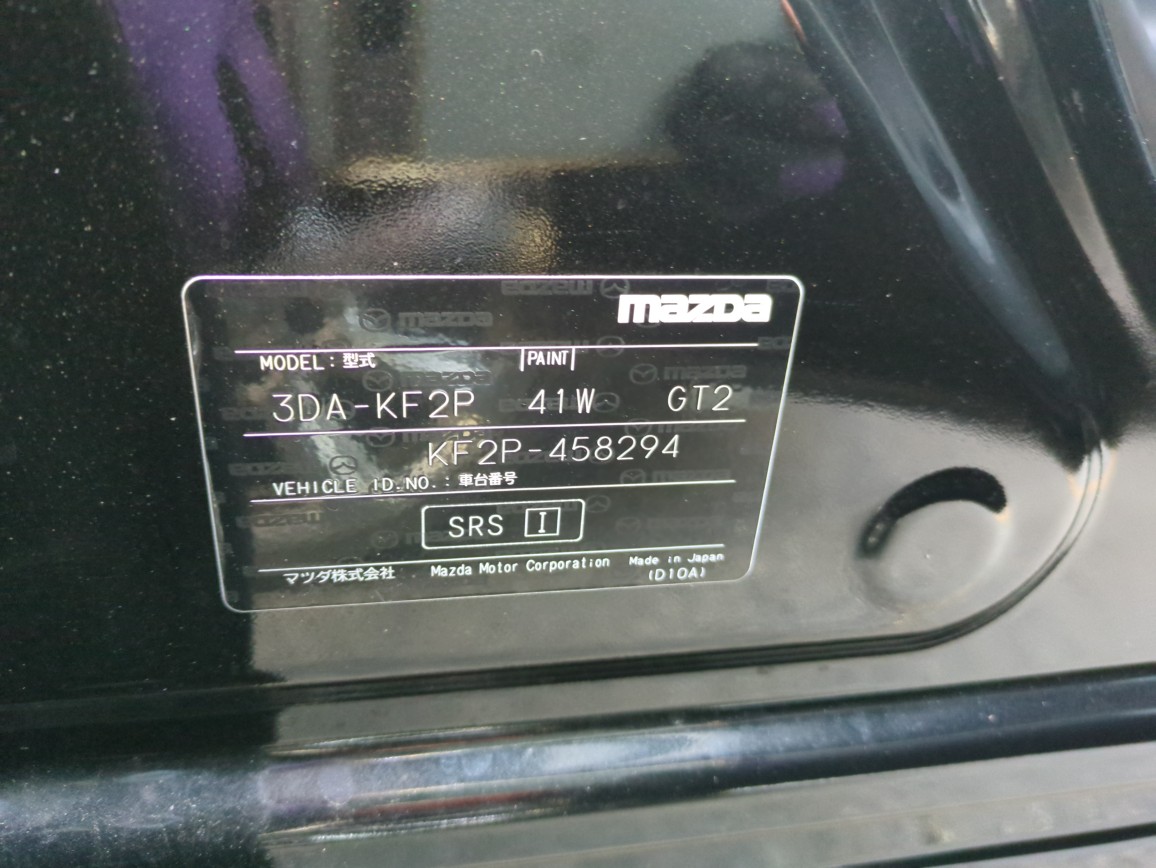 mazda
MODEL : 型式 PAINT
3DA-KF2P 41W GT2
KF2P-458294
VEHICLE ID.NO. : 車台番号
SRS I
マツダ株式会社 Mazda Motor Corporation Made in Japan
(D10A)